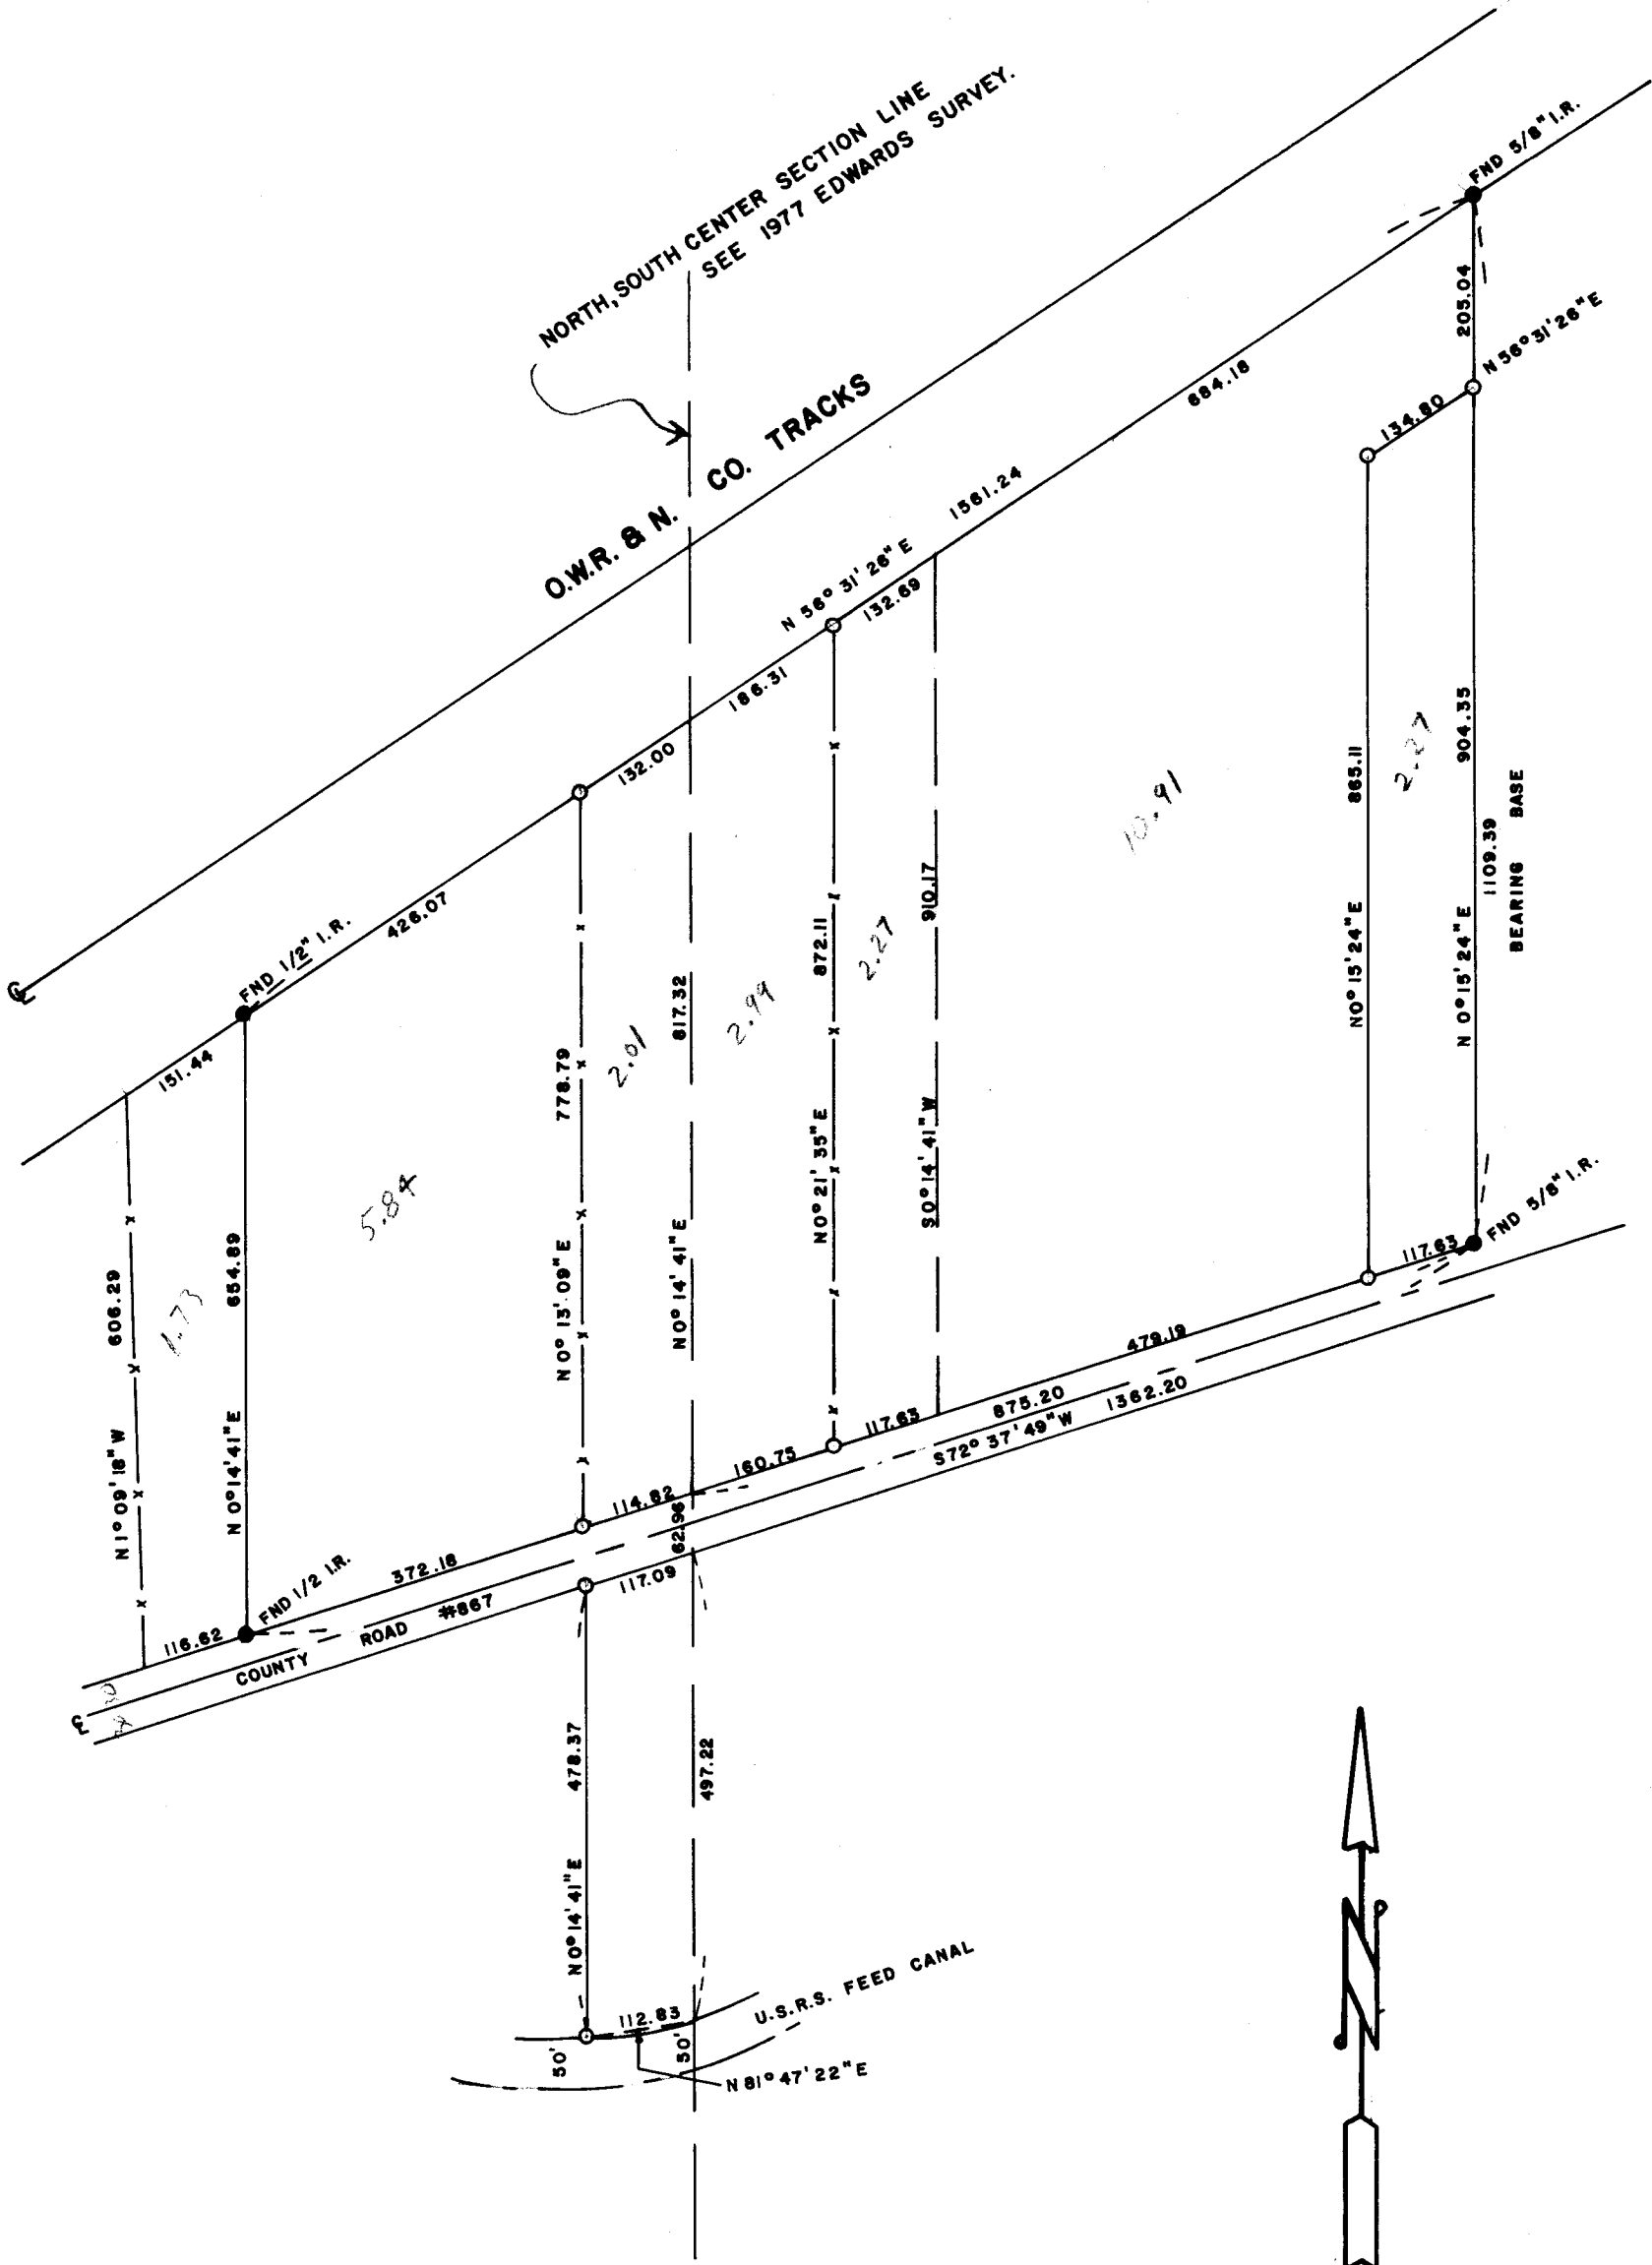 NORTH, SOUTH CENTER SECTION LINE
SEE 1977 EDWARDS SURVEY.
O.W.R. & N. CO. TRACKS
FND 5/8" I.R.
205.04
N 56° 31' 26" E
134.80
684.18
1561.24
N 56° 31' 26" E
132.69
186.31
132.00
426.07
FND 1/2" I.R.
151.44
℄
606.29
N 1° 09' 18" W
1.73
654.89
N 0° 14' 41" E
5.84
778.79
N 0° 13' 09" E
2.01
817.32
N 0° 14' 41" E
2.99
872.11
N 0° 21' 35" E
2.27
910.17
S 0° 14' 41" W
10.91
865.11
N 0° 15' 24" E
2.27
904.35
1109.39
N 0° 15' 24" E
BEARING BASE
FND 5/8" I.R.
117.63
479.19
875.20
S 72° 37' 49" W 1362.20
117.63
160.75
114.82
62.96
372.18
117.09
FND 1/2 I.R.
116.62
COUNTY ROAD #867
℄
478.37
N 0° 14' 41" E
497.22
112.83
U.S.R.S. FEED CANAL
50'
50'
N 81° 47' 22" E
N